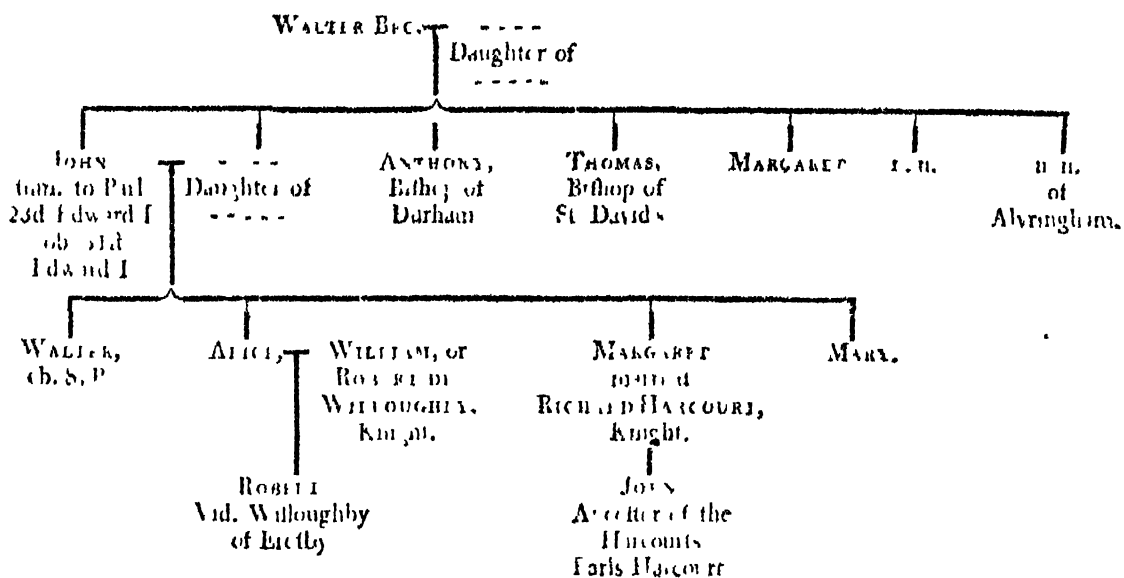 WALTER BEC.
Daughter of
JOHN
Daughter of
ANTHONY,
Bishop of
Durham
THOMAS,
Bishop of
St. Davids
MARGARET
of
Alvringham.
sum. to Parl
23d Edward I
ob.
Edward I
WALTER,
ob. S. P
ALICE,
WILLIAM, or
ROBERT DE
WILLOUGHBY.
Knight.
MARGARET
married
RICHARD HARCOURT,
Knight.
MARY.
ROBERT
Vid. Willoughby
of Eresby
JOHN
Ancestor of the
Harcourts
Earls Harcourt